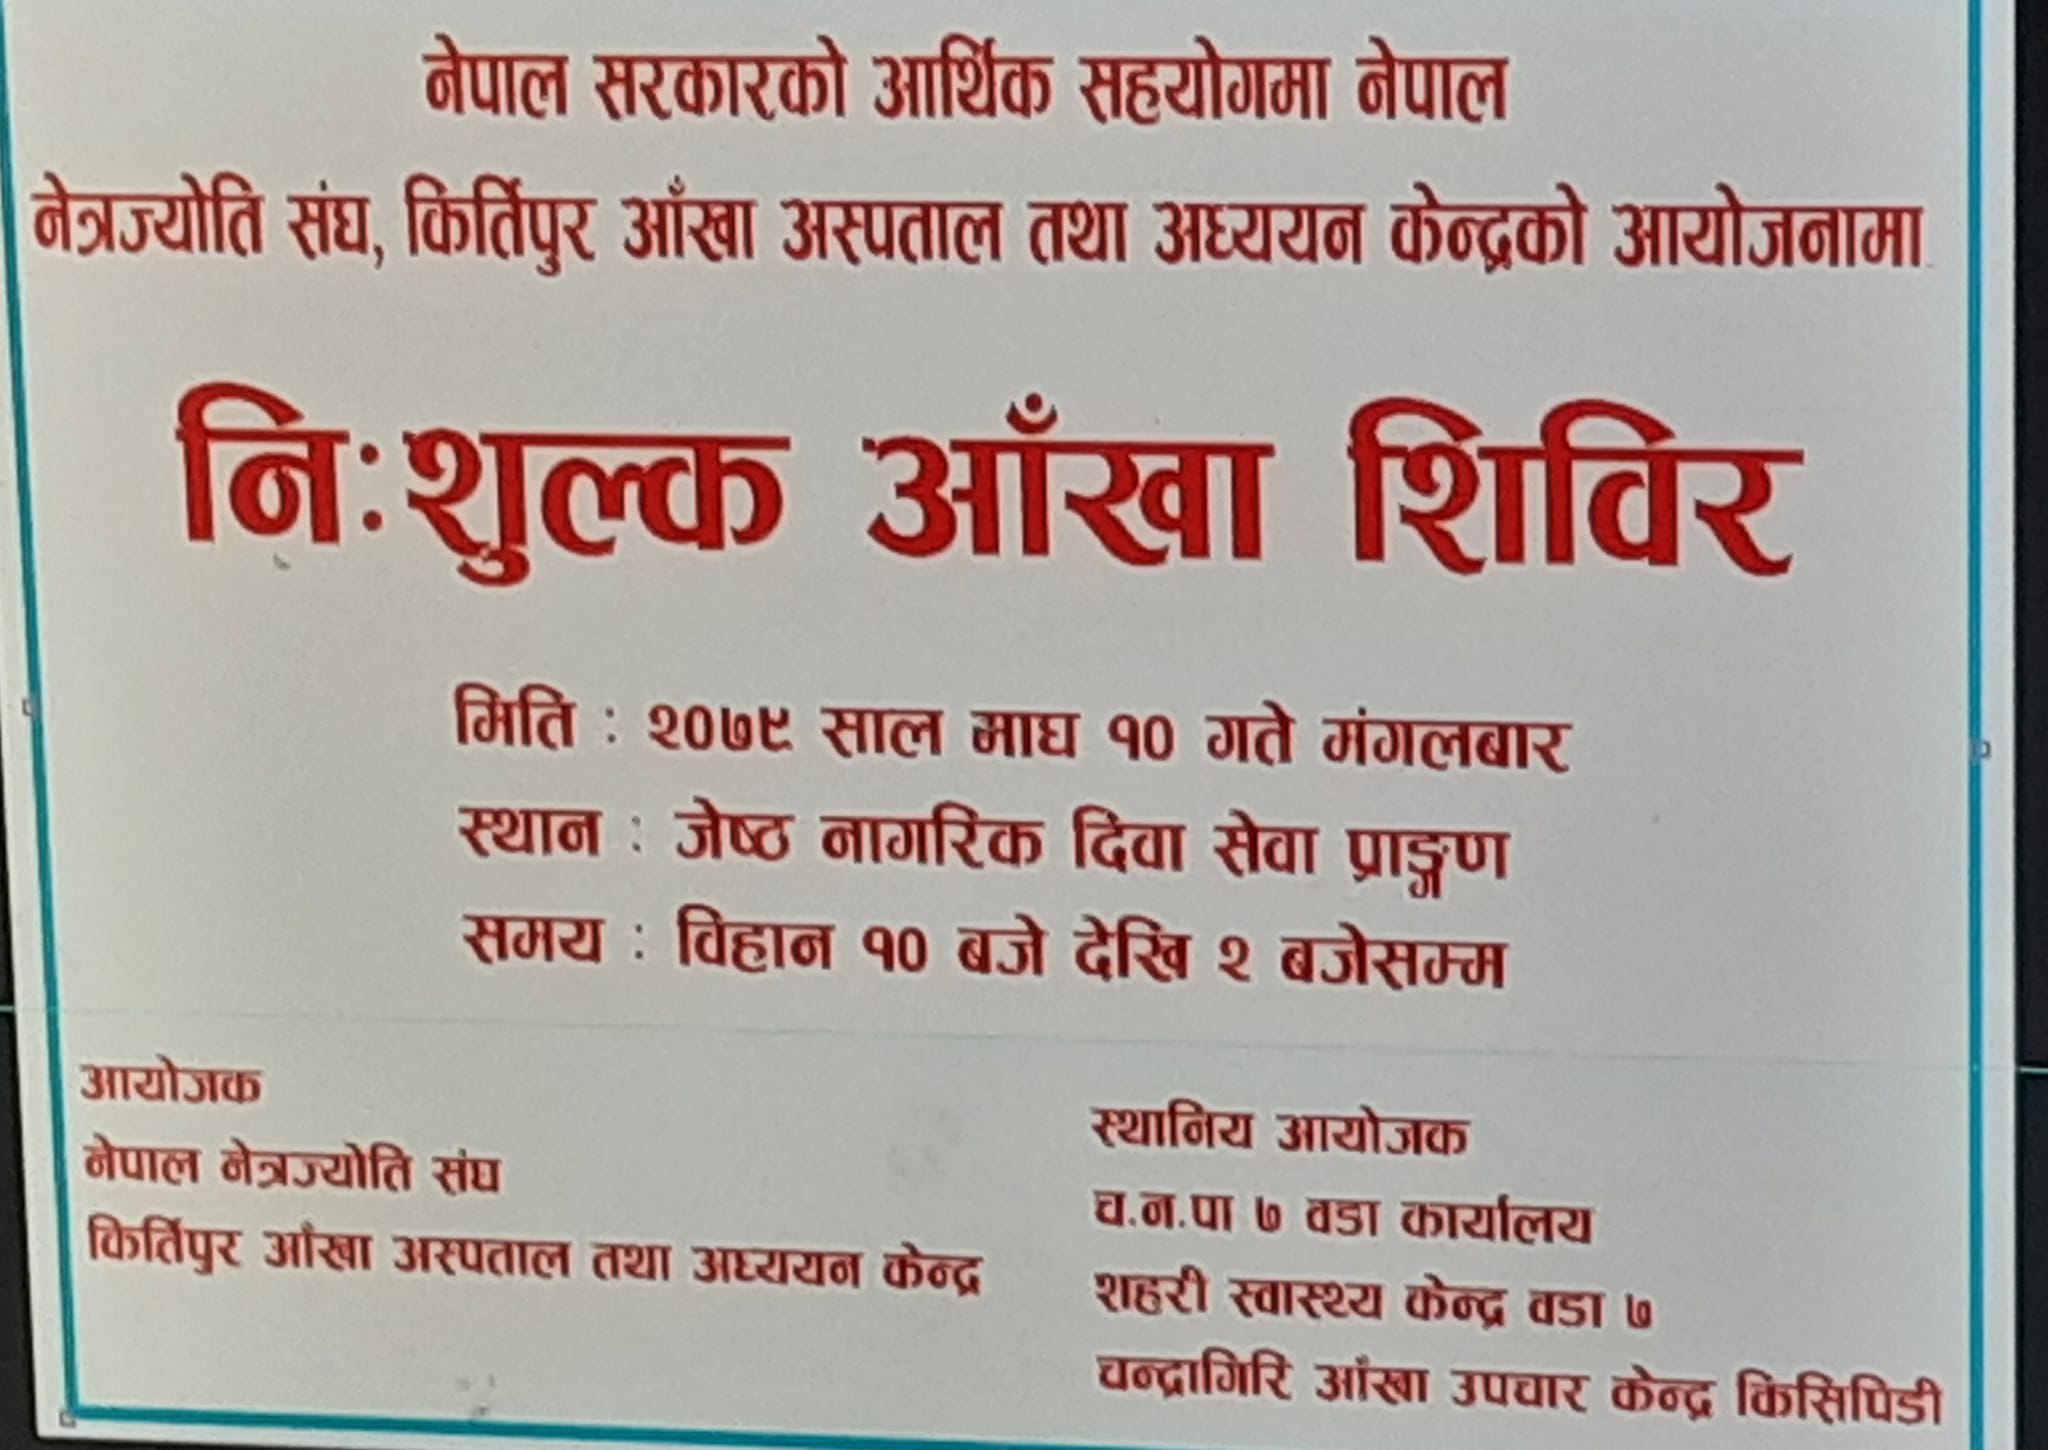 नेपाल सरकारको आर्थिक सहयोगमा नेपाल
नेत्रज्योति संघ, किर्तिपुर आँखा अस्पताल तथा अध्ययन केन्द्रको आयोजनामा
निःशुल्क आँखा शिविर
मिति : २०७९ साल माघ १० गते मंगलबार
स्थान : जेष्ठ नागरिक दिवा सेवा प्राङ्गण
समय : विहान १० बजे देखि २ बजेसम्म
आयोजक
नेपाल नेत्रज्योति संघ
किर्तिपुर आँखा अस्पताल तथा अध्ययन केन्द्र
स्थानिय आयोजक
च.न.पा ७ वडा कार्यालय
शहरी स्वास्थ्य केन्द्र वडा ७
चन्द्रागिरि आँखा उपचार केन्द्र किसिपिडी